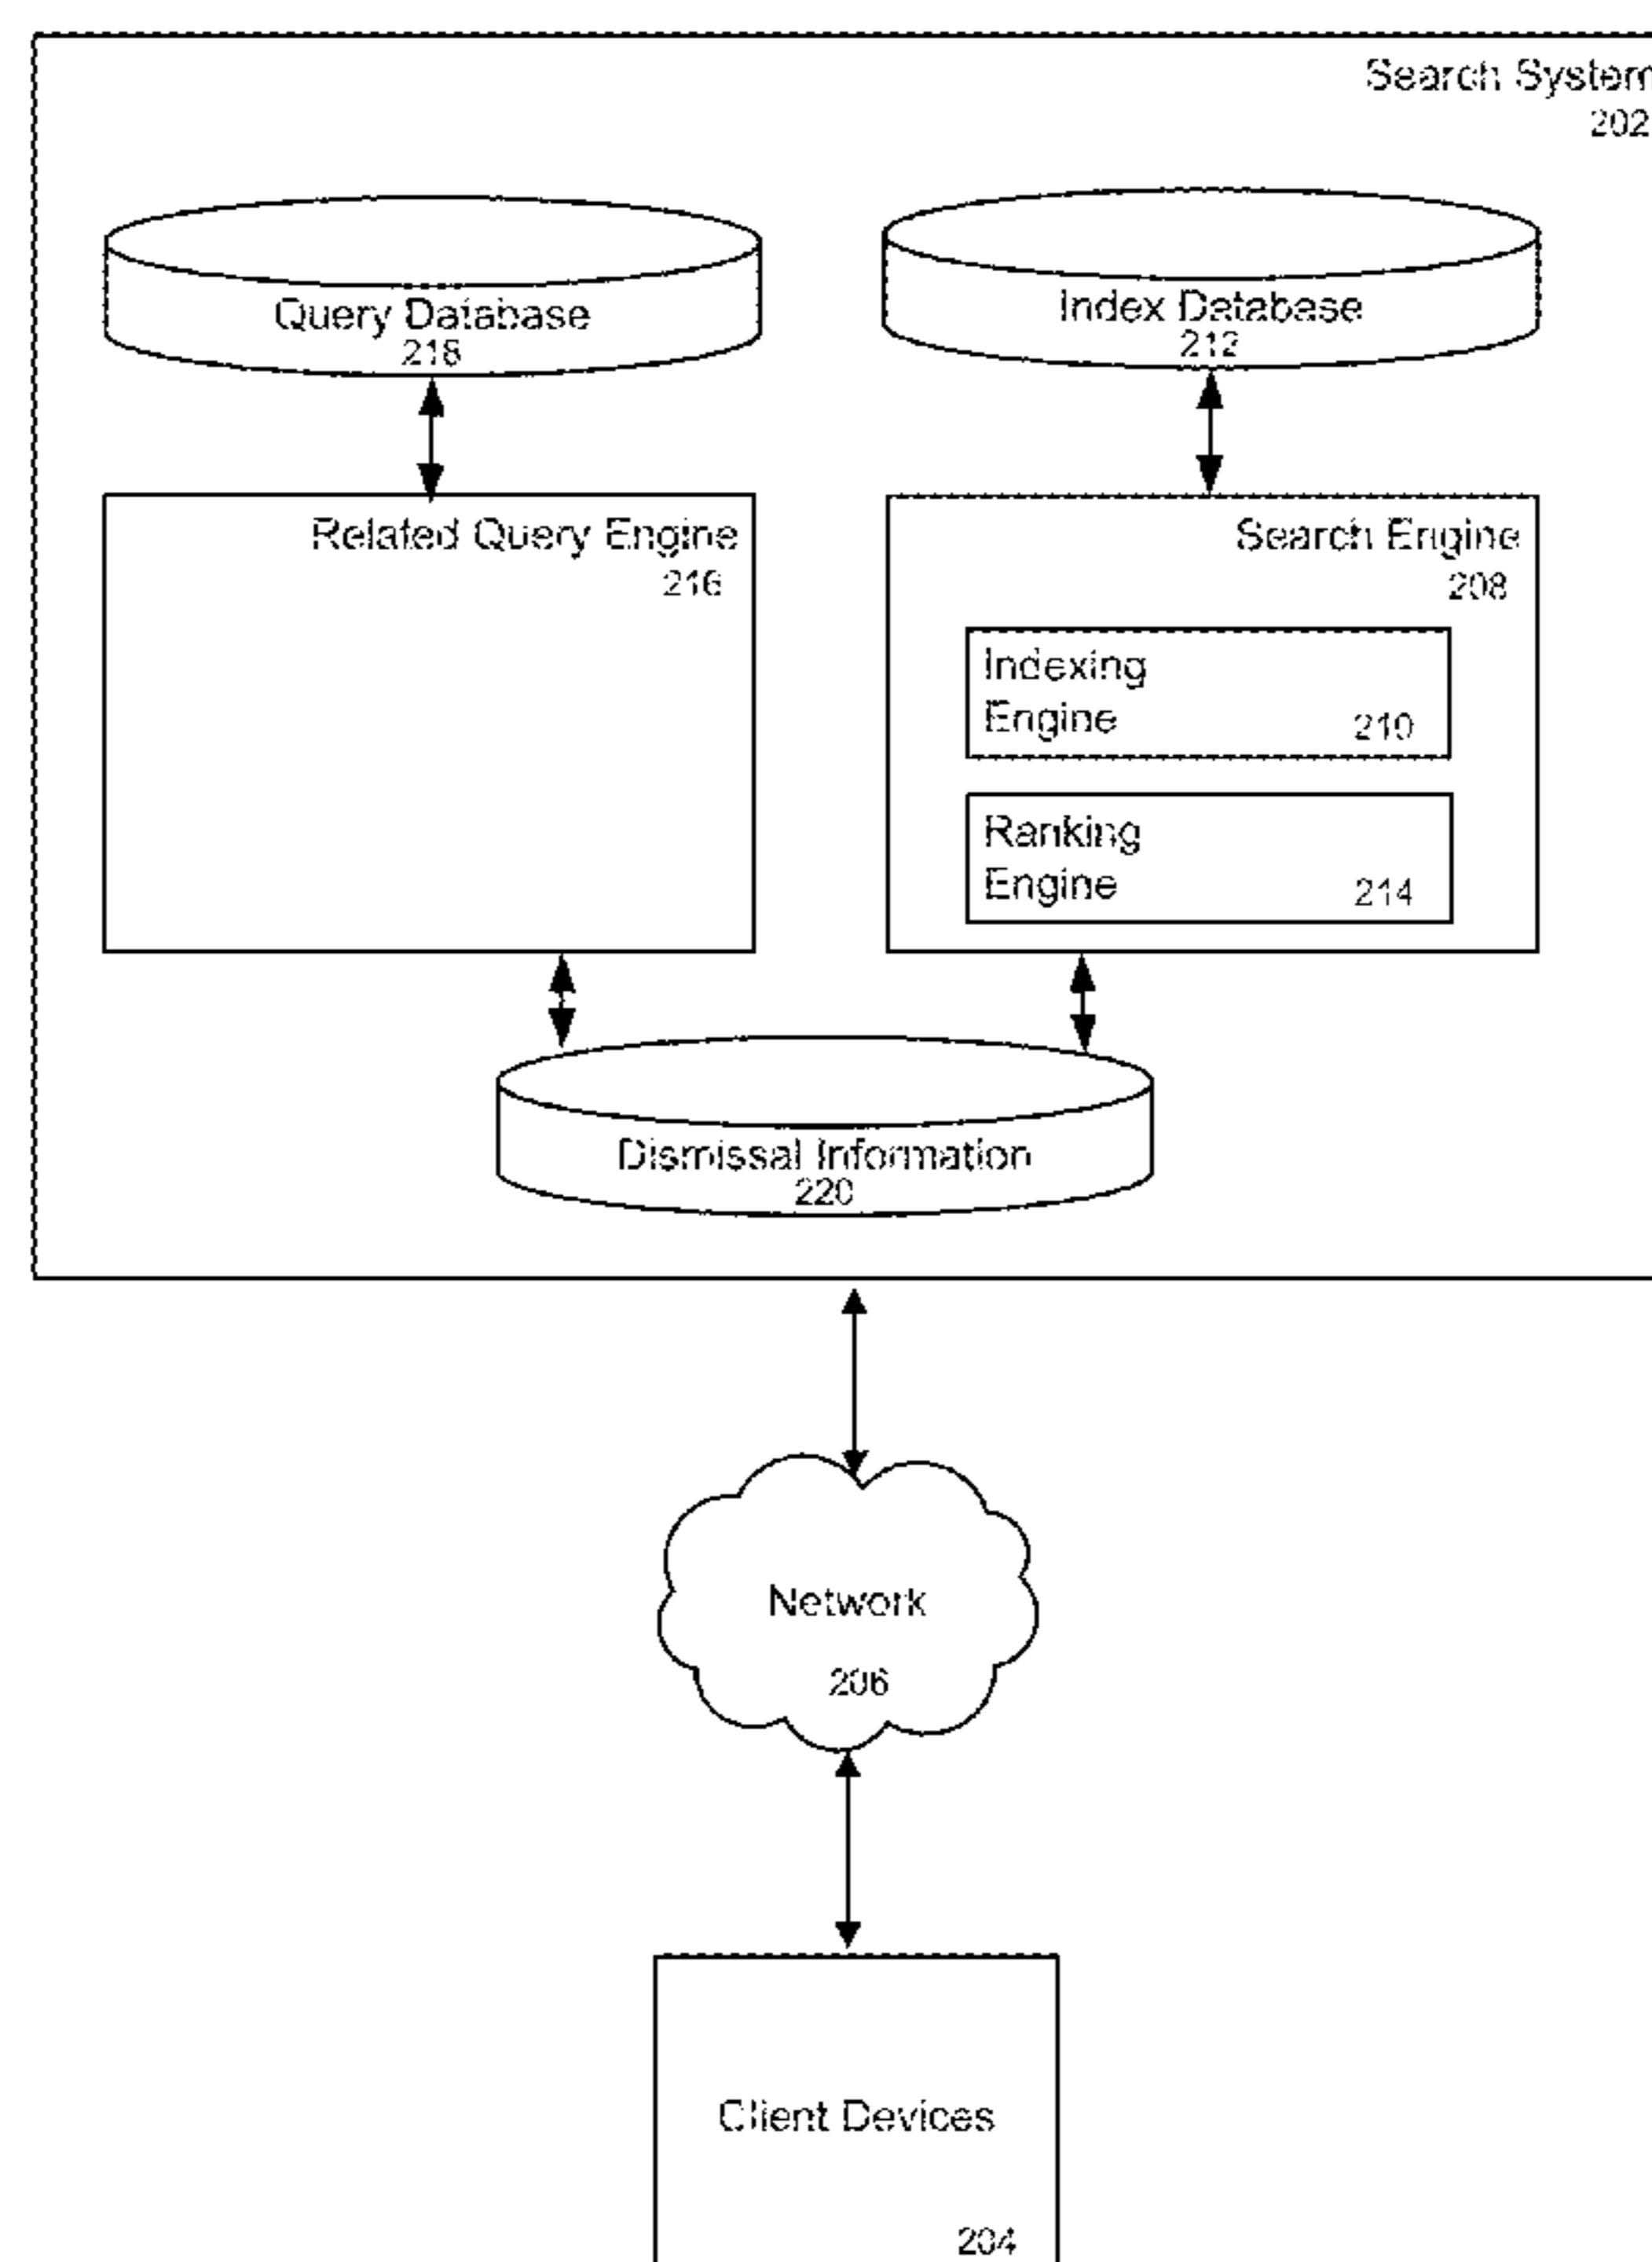 Search System
202
Query Database
218
Index Database
212
Related Query Engine
216
Search Engine
208
Indexing
Engine 210
Ranking
Engine 214
Dismissal Information
220
Network
206
Client Devices
204